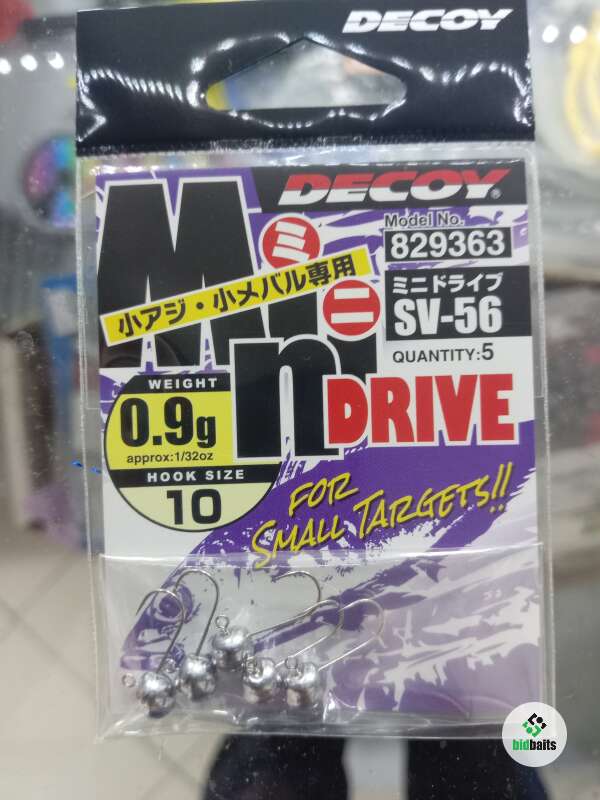 DECOY
DECOY®
Model No.
829363
ミニドライブ
SV-56
QUANTITY:5
Mini
ミニ
小アジ・小メバル専用
DRIVE
WEIGHT
0.9g
approx:1/32oz
HOOK SIZE
10
FOR
SMALL TARGETS!!
bidbaits